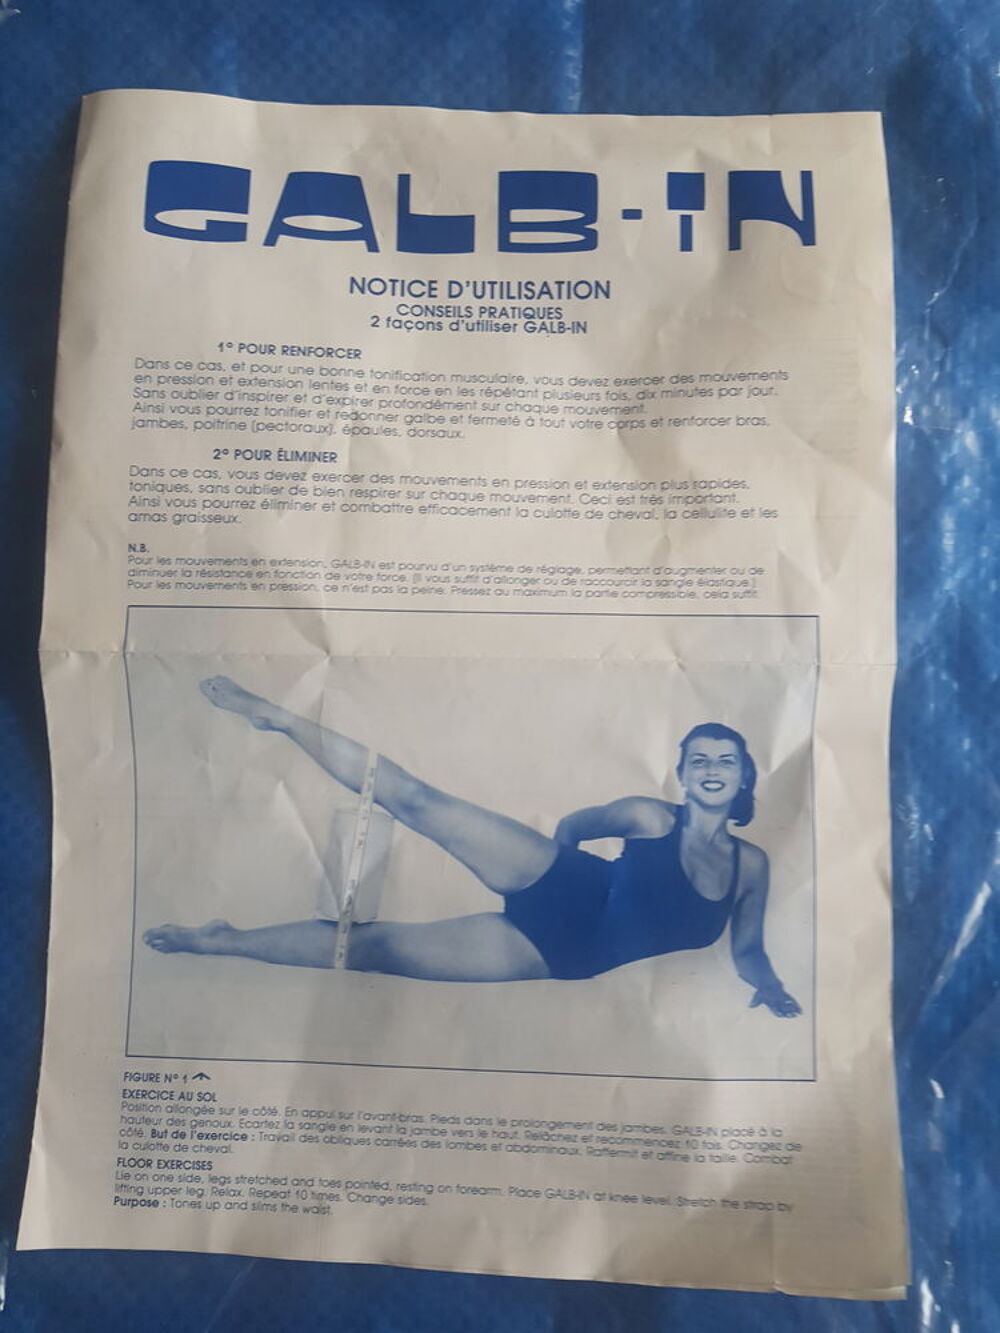 GALB-IN
NOTICE D'UTILISATION
CONSEILS PRATIQUES
2 façons d'utiliser GALB-IN
1° POUR RENFORCER
Dans ce cas, et pour une bonne tonification musculaire, vous devez exercer des mouvements
en pression et extension lentes et en force en les répétant plusieurs fois, dix minutes par jour.
Sans oublier d'inspirer et d'expirer profondément sur chaque mouvement.
Ainsi vous pourrez tonifier et redonner galbe et fermeté à tout votre corps et renforcer bras,
jambes, poitrine (pectoraux), épaules, dorsaux.
2° POUR ÉLIMINER
Dans ce cas, vous devez exercer des mouvements en pression et extension plus rapides,
toniques, sans oublier de bien respirer sur chaque mouvement. Ceci est très important.
Ainsi vous pourrez éliminer et combattre efficacement la culotte de cheval, la cellulite et les
amas graisseux.
N.B.
Pour les mouvements en extension, GALB-IN est pourvu d'un système de réglage, permettant d'augmenter ou de
diminuer la résistance en fonction de votre force. (Il vous suffit d'allonger ou de raccourcir la sangle élastique.)
Pour les mouvements en pression, ce n'est pas la peine. Pressez au maximum la partie compressible, cela suffit.
FIGURE N° 1
EXERCICE AU SOL
Position allongée sur le côté. En appui sur l'avant-bras. Pieds dans le prolongement des jambes. GALB-IN placé à la
hauteur des genoux. Ecartez la sangle en levant la jambe vers le haut. Relâchez et recommencez 10 fois. Changez de
côté. But de l'exercice : Travail des obliques carrées des lombes et abdominaux. Raffermit et affine la taille. Combat
la culotte de cheval.
FLOOR EXERCISES
Lie on one side, legs stretched and toes pointed, resting on forearm. Place GALB-IN at knee level. Stretch the strap by
lifting upper leg. Relax. Repeat 10 times. Change sides.
Purpose : Tones up and slims the waist.